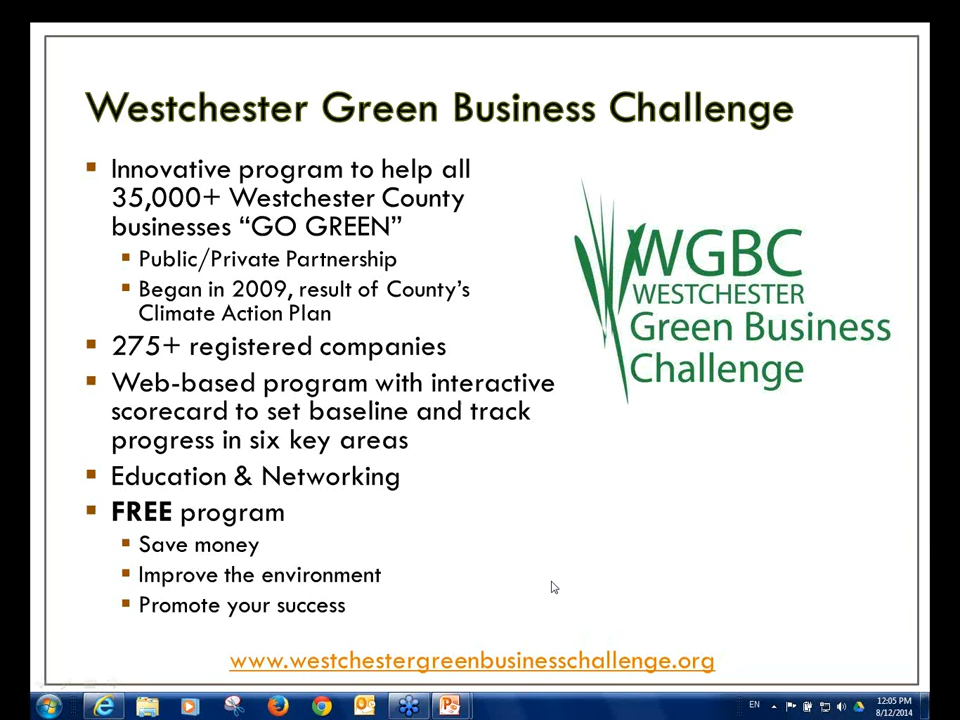 Westchester Green Business Challenge
Innovative program to help all
35,000+ Westchester County
businesses “GO GREEN”
Public/Private Partnership
Began in 2009, result of County’s
Climate Action Plan
275+ registered companies
Web-based program with interactive
scorecard to set baseline and track
progress in six key areas
Education & Networking
FREE program
Save money
Improve the environment
Promote your success
WGBC
WESTCHESTER
Green Business
Challenge
www.westchestergreenbusinesschallenge.org
EN
12:05 PM
8/12/2014